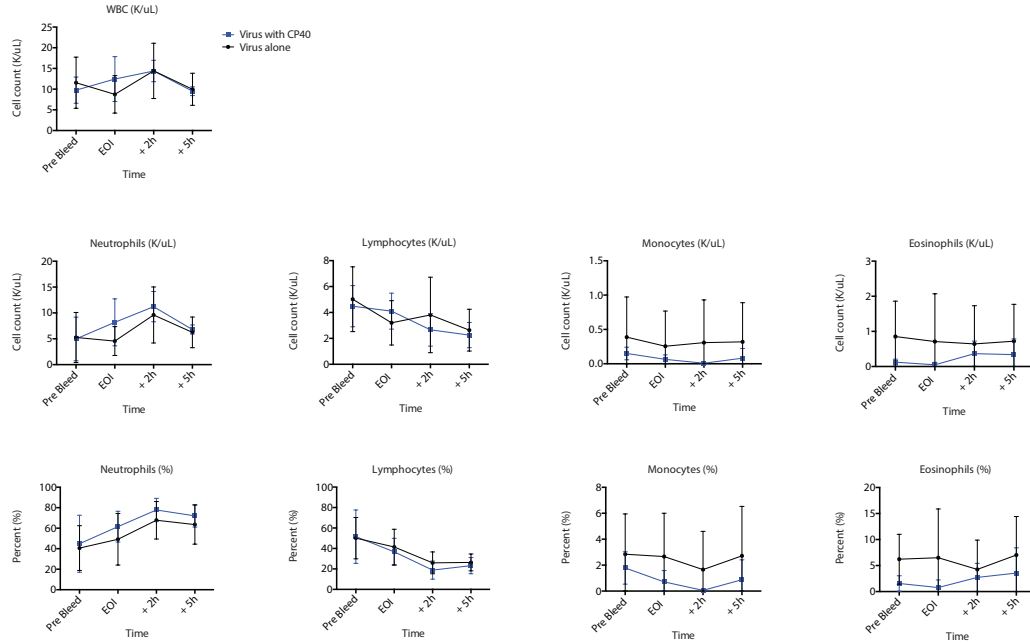 WBC (K/uL)
Cell count (K/uL)
25
20
15
10
5
0
Pre Bleed
EOI
+ 2h
+ 5h
Time
Virus with CP40
Virus alone
Neutrophils (K/uL)
Cell count (K/uL)
20
15
10
5
0
Pre Bleed
EOI
+ 2h
+ 5h
Time
Lymphocytes (K/uL)
Cell count (K/uL)
8
6
4
2
0
Pre Bleed
EOI
+ 2h
+ 5h
Time
Monocytes (K/uL)
Cell count (K/uL)
1.5
1.0
0.5
0.0
Pre Bleed
EOI
+ 2h
+ 5h
Time
Eosinophils (K/uL)
Cell count (K/uL)
3
2
1
0
Pre Bleed
EOI
+ 2h
+ 5h
Time
Neutrophils (%)
Percent (%)
100
80
60
40
20
0
Pre Bleed
EOI
+ 2h
+ 5h
Time
Lymphocytes (%)
Percent (%)
100
80
60
40
20
0
Pre Bleed
EOI
+ 2h
+ 5h
Time
Monocytes (%)
Percent (%)
8
6
4
2
0
Pre Bleed
EOI
+ 2h
+ 5h
Time
Eosinophils (%)
Percent (%)
20
15
10
5
0
Pre Bleed
EOI
+ 2h
+ 5h
Time